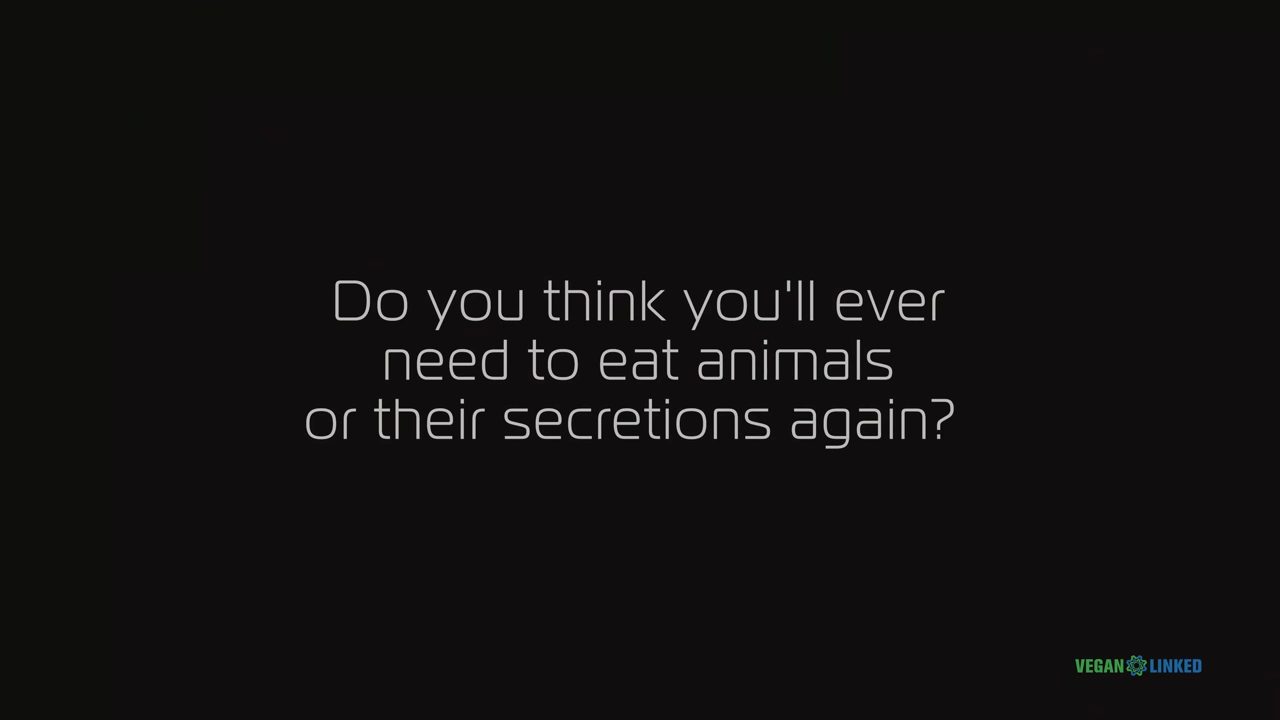 Do you think you'll ever
need to eat animals
or their secretions again?
VEGAN LINKED